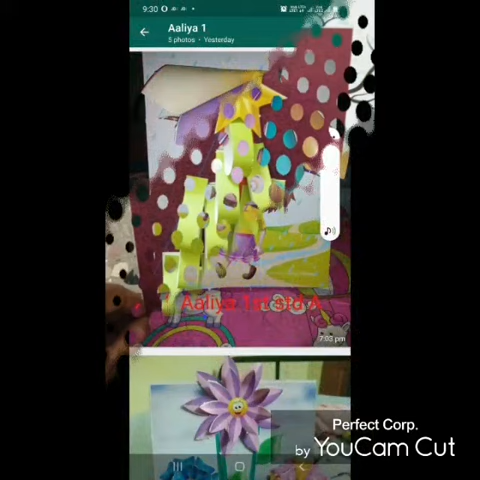 9:30
Aaliya 1
5 photos • Yesterday
Aaliya 1st std A
7:03 pm
Perfect Corp.
by YouCam Cut